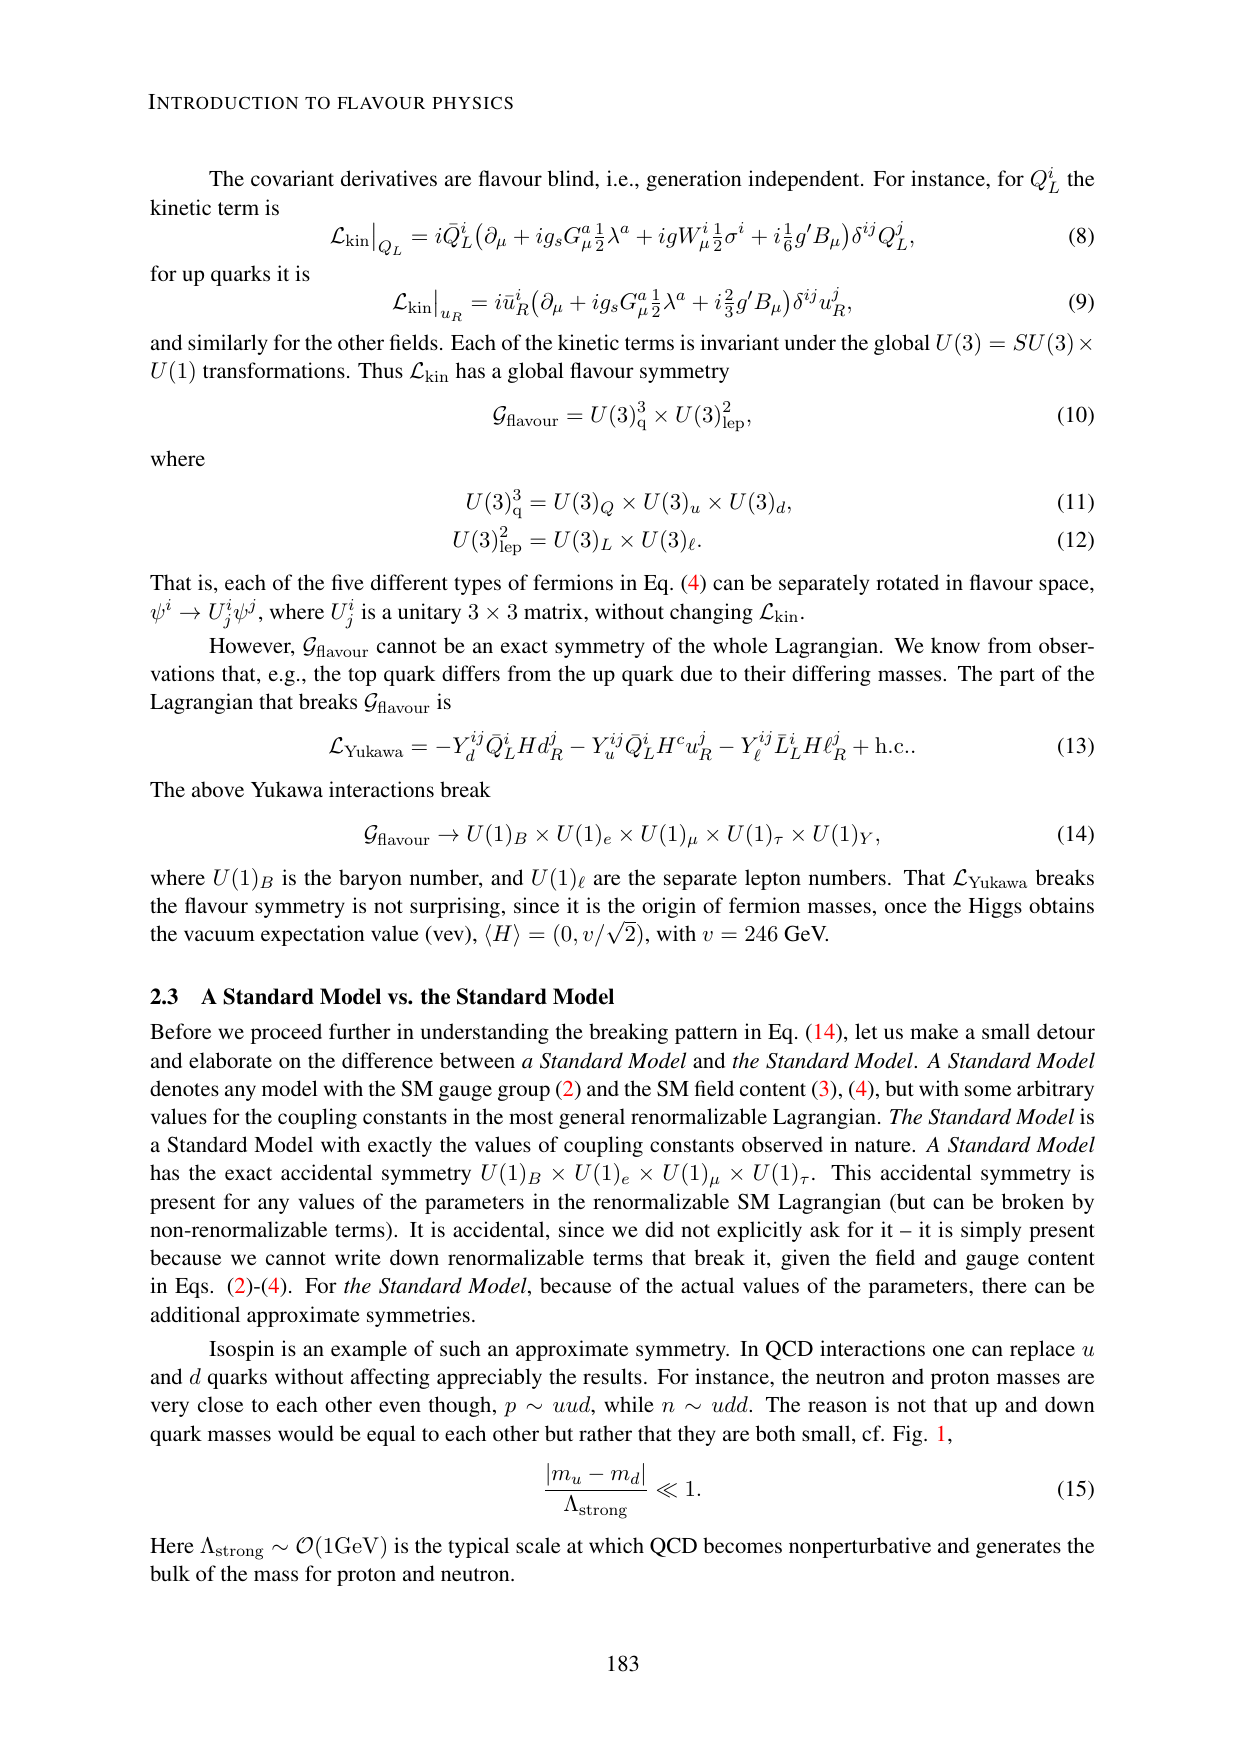 INTRODUCTION TO FLAVOUR PHYSICS
The covariant derivatives are flavour blind, i.e., generation independent. For instance, for $Q_L^i$ the
kinetic term is
$\mathcal{L}_{\rm kin}\big|_{Q_L} = i\bar{Q}_L^i\big(\partial_\mu + ig_s G_\mu^a \frac{1}{2}\lambda^a + igW_\mu^i \frac{1}{2}\sigma^i + i\frac{1}{6}g' B_\mu\big)\delta^{ij}Q_L^j,$ (8)
for up quarks it is
$\mathcal{L}_{\rm kin}\big|_{u_R} = i\bar{u}_R^i\big(\partial_\mu + ig_s G_\mu^a \frac{1}{2}\lambda^a + i\frac{2}{3}g' B_\mu\big)\delta^{ij}u_R^j,$ (9)
and similarly for the other fields. Each of the kinetic terms is invariant under the global $U(3) = SU(3) \times$
$U(1)$ transformations. Thus $\mathcal{L}_{\rm kin}$ has a global flavour symmetry
$\mathcal{G}_{\rm flavour} = U(3)_{\rm q}^3 \times U(3)_{\rm lep}^2,$ (10)
where
$U(3)_{\rm q}^3 = U(3)_Q \times U(3)_u \times U(3)_d,$ (11)
$U(3)_{\rm lep}^2 = U(3)_L \times U(3)_\ell.$ (12)
That is, each of the five different types of fermions in Eq. (4) can be separately rotated in flavour space,
$\psi^i \to U_j^i \psi^j$, where $U_j^i$ is a unitary $3 \times 3$ matrix, without changing $\mathcal{L}_{\rm kin}$.
However, $\mathcal{G}_{\rm flavour}$ cannot be an exact symmetry of the whole Lagrangian. We know from obser-
vations that, e.g., the top quark differs from the up quark due to their differing masses. The part of the
Lagrangian that breaks $\mathcal{G}_{\rm flavour}$ is
$\mathcal{L}_{\rm Yukawa} = -Y_d^{ij}\bar{Q}_L^i H d_R^j - Y_u^{ij}\bar{Q}_L^i H^c u_R^j - Y_\ell^{ij}\bar{L}_L^i H \ell_R^j + \text{h.c.}.$ (13)
The above Yukawa interactions break
$\mathcal{G}_{\rm flavour} \to U(1)_B \times U(1)_e \times U(1)_\mu \times U(1)_\tau \times U(1)_Y,$ (14)
where $U(1)_B$ is the baryon number, and $U(1)_\ell$ are the separate lepton numbers. That $\mathcal{L}_{\rm Yukawa}$ breaks
the flavour symmetry is not surprising, since it is the origin of fermion masses, once the Higgs obtains
the vacuum expectation value (vev), $\langle H \rangle = (0, v/\sqrt{2})$, with $v = 246$ GeV.
2.3 A Standard Model vs. the Standard Model
Before we proceed further in understanding the breaking pattern in Eq. (14), let us make a small detour
and elaborate on the difference between a Standard Model and the Standard Model. A Standard Model
denotes any model with the SM gauge group (2) and the SM field content (3), (4), but with some arbitrary
values for the coupling constants in the most general renormalizable Lagrangian. The Standard Model is
a Standard Model with exactly the values of coupling constants observed in nature. A Standard Model
has the exact accidental symmetry $U(1)_B \times U(1)_e \times U(1)_\mu \times U(1)_\tau$. This accidental symmetry is
present for any values of the parameters in the renormalizable SM Lagrangian (but can be broken by
non-renormalizable terms). It is accidental, since we did not explicitly ask for it – it is simply present
because we cannot write down renormalizable terms that break it, given the field and gauge content
in Eqs. (2)-(4). For the Standard Model, because of the actual values of the parameters, there can be
additional approximate symmetries.
Isospin is an example of such an approximate symmetry. In QCD interactions one can replace $u$
and $d$ quarks without affecting appreciably the results. For instance, the neutron and proton masses are
very close to each other even though, $p \sim uud$, while $n \sim udd$. The reason is not that up and down
quark masses would be equal to each other but rather that they are both small, cf. Fig. 1,
$\frac{|m_u - m_d|}{\Lambda_{\rm strong}} \ll 1.$ (15)
Here $\Lambda_{\rm strong} \sim \mathcal{O}(1{\rm GeV})$ is the typical scale at which QCD becomes nonperturbative and generates the
bulk of the mass for proton and neutron.
183